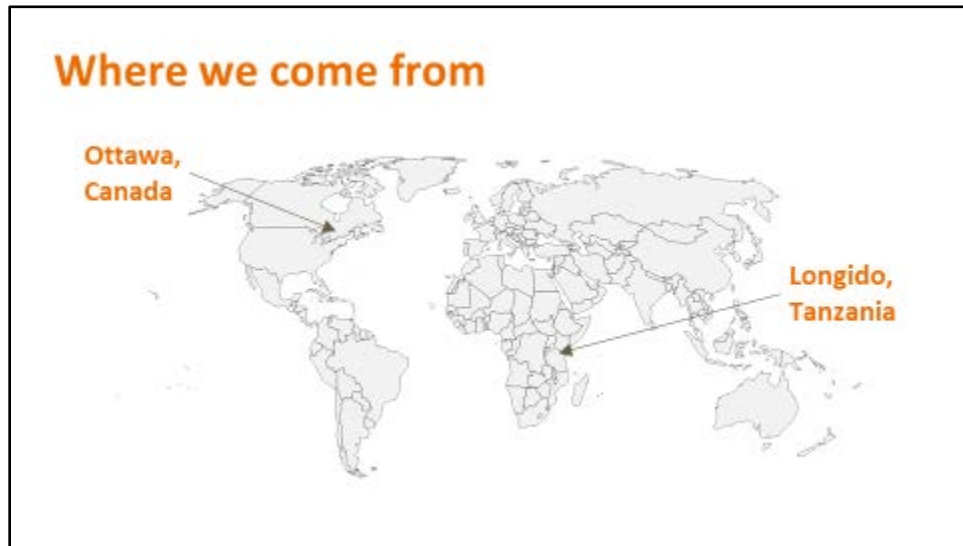 Where we come from
Ottawa,
Canada
Longido,
Tanzania